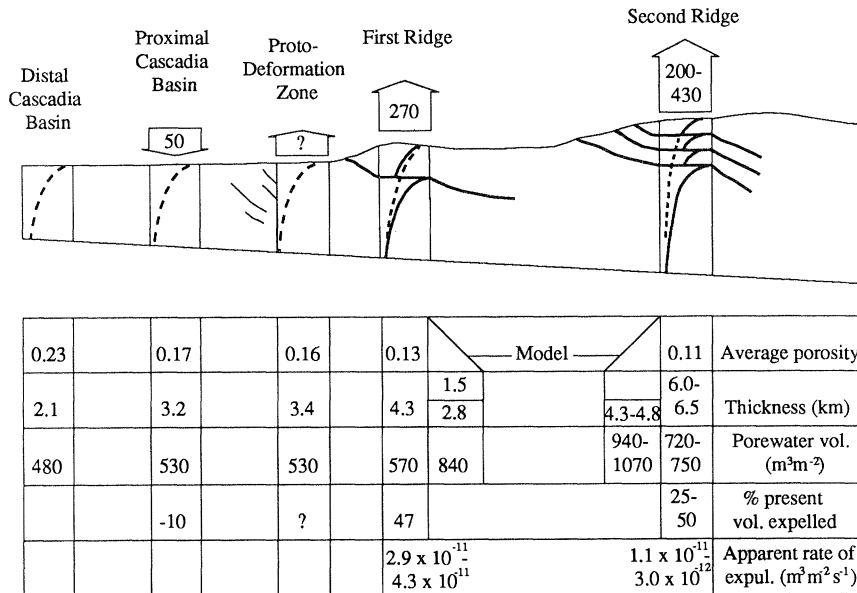 Distal
Cascadia
Basin
Proximal
Cascadia
Basin
50
Proto-
Deformation
Zone
?
First Ridge
270
Second Ridge
200-
430
0.23 0.17 0.16 0.13 Model 0.11 Average porosity
2.1 3.2 3.4 4.3 1.5
2.8 4.3-4.8 6.0-
6.5 Thickness (km)
480 530 530 570 840 940-
1070 720-
750 Porewater vol.
(m³m⁻²)
-10 ? 47 25-
50 % present
vol. expelled
2.9 x 10⁻¹¹-
4.3 x 10⁻¹¹
1.1 x 10⁻¹¹-
3.0 x 10⁻¹²
Apparent rate of
expul. (m³m⁻²s⁻¹)